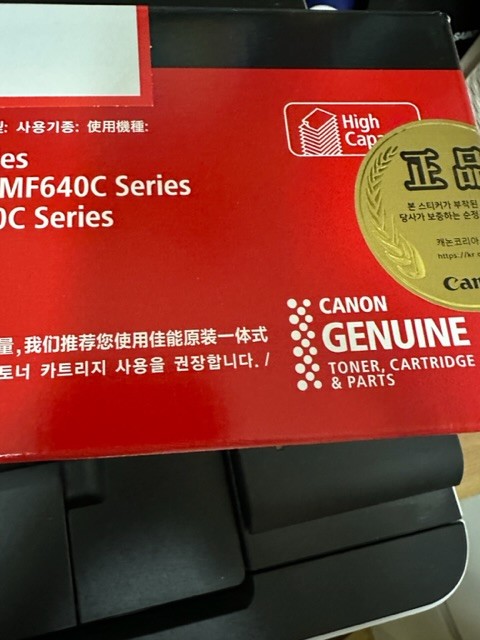 사용기종: 使用機種:
es
MF640C Series
0C Series
High
正品
본 스티커가 부착된
당사가 보증하는 순정
캐논코리아
https://kr.
Can
CANON
GENUINE
TONER, CARTRIDGE
& PARTS
量,我们推荐您使用佳能原装一体式
토너 카트리지 사용을 권장합니다. /